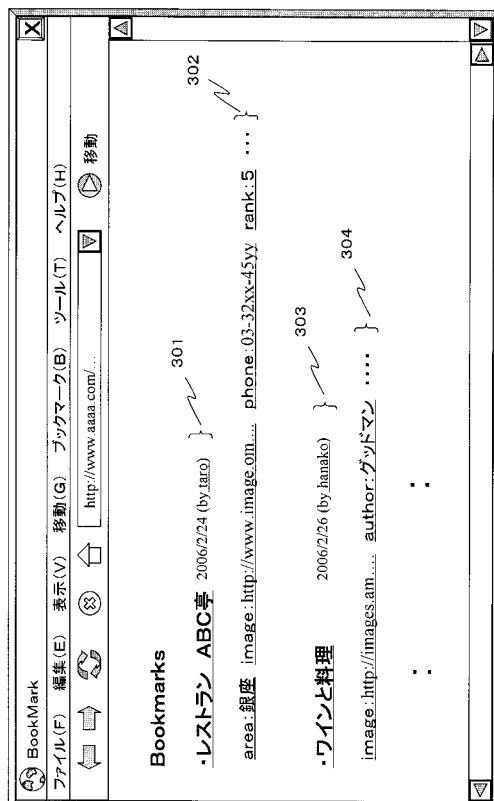 BookMark
ファイル(F) 編集(E) 表示(V) 移動(G) ブックマーク(B) ツール(T) ヘルプ(H)
http://www.aaaa.com/... 移動
Bookmarks
・レストラン ABC亭 2006/2/24 (by taro) 301
area:銀座 image:http://www.image.om.... phone:03-32xx-45yy rank:5 ... 302
・ワインと料理 2006/2/26 (by hanako) 303
image:http://images.am..... author:グッドマン .... 304